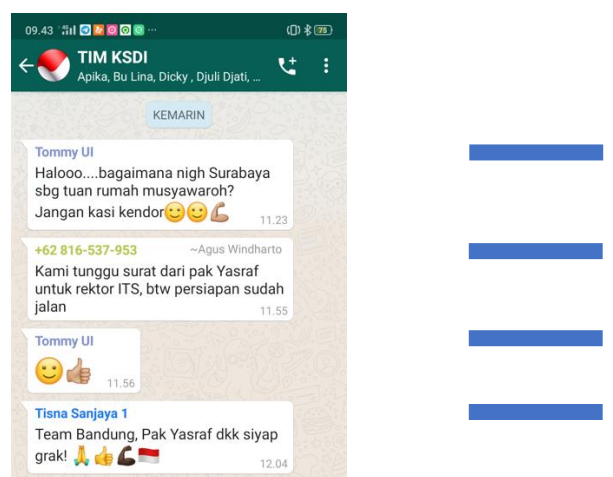 09.43
75
TIM KSDI
Apika, Bu Lina, Dicky , Djuli Djati, ...
KEMARIN
Tommy UI
Halooo....bagaimana nigh Surabaya
sbg tuan rumah musyawaroh?
Jangan kasi kendor🙂🙂💪
11.23
+62 816-537-953 ~Agus Windharto
Kami tunggu surat dari pak Yasraf
untuk rektor ITS, btw persiapan sudah
jalan
11.55
Tommy UI
🙂👍
11.56
Tisna Sanjaya 1
Team Bandung, Pak Yasraf dkk siyap
grak! 🙏👍💪🇮🇩
12.04